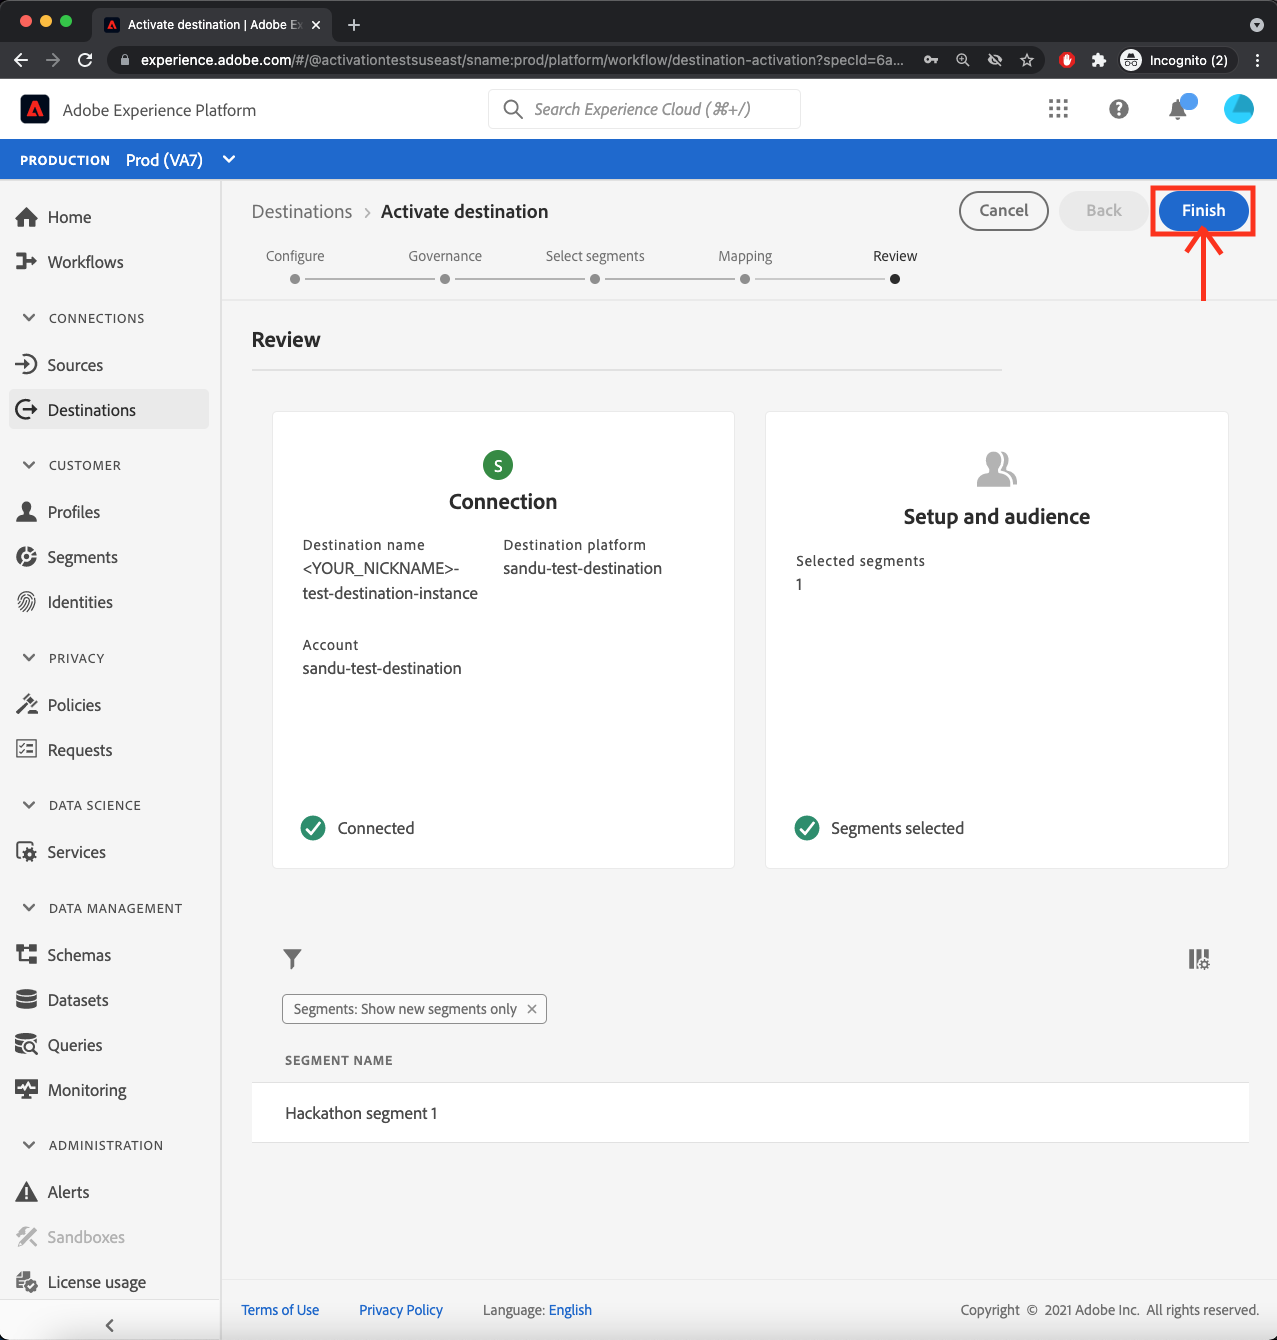 Activate destination | Adobe Ex
experience.adobe.com/#/@activationtestsuseast/sname:prod/platform/workflow/destination-activation?specId=6a...
Incognito (2)
Adobe Experience Platform
Search Experience Cloud (⌘+/)
PRODUCTION Prod (VA7)
Home
Workflows
CONNECTIONS
Sources
Destinations
CUSTOMER
Profiles
Segments
Identities
PRIVACY
Policies
Requests
DATA SCIENCE
Services
DATA MANAGEMENT
Schemas
Datasets
Queries
Monitoring
ADMINISTRATION
Alerts
Sandboxes
License usage
Destinations > Activate destination
Cancel
Back
Finish
Configure
Governance
Select segments
Mapping
Review
Review
S
Connection
Destination name
<YOUR_NICKNAME>-
test-destination-instance
Destination platform
sandu-test-destination
Account
sandu-test-destination
Connected
Setup and audience
Selected segments
1
Segments selected
Segments: Show new segments only
SEGMENT NAME
Hackathon segment 1
Terms of Use
Privacy Policy
Language: English
Copyright © 2021 Adobe Inc. All rights reserved.